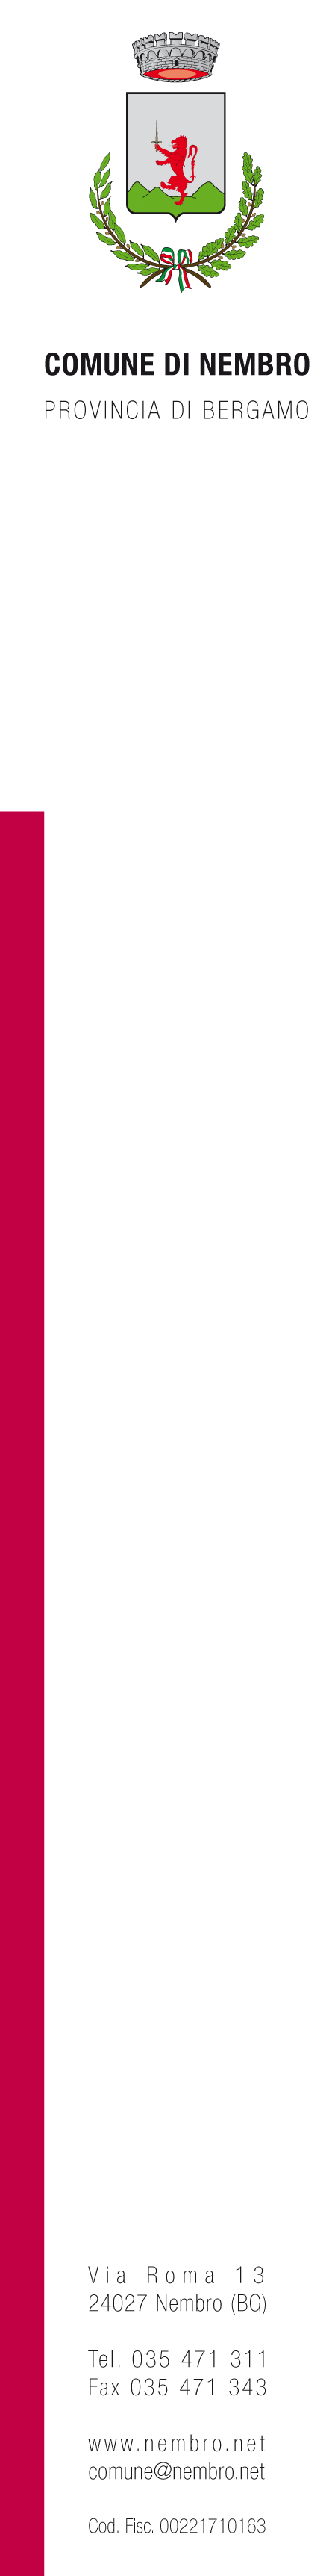 COMUNE DI NEMBRO
PROVINCIA DI BERGAMO
Via Roma 13
24027 Nembro (BG)
Tel. 035 471 311
Fax 035 471 343
www.nembro.net
comune@nembro.net
Cod. Fisc. 00221710163